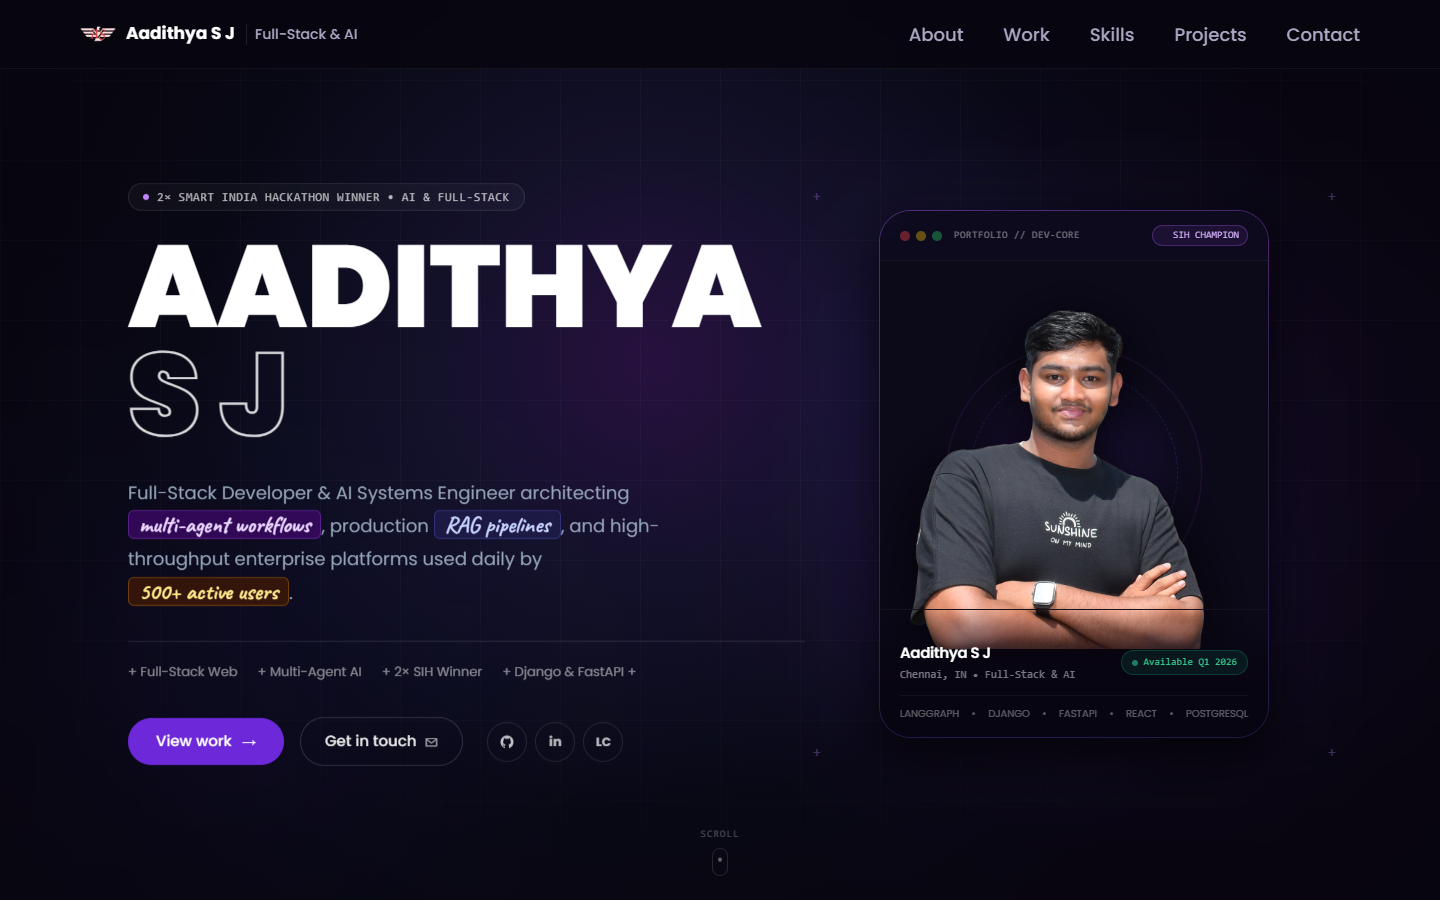 Aadithya S J
Full-Stack & AI
About
Work
Skills
Projects
Contact
2× SMART INDIA HACKATHON WINNER • AI & FULL-STACK
AADITHYA
S J
Full-Stack Developer & AI Systems Engineer architecting
multi-agent workflows, production RAG pipelines, and high-
throughput enterprise platforms used daily by
500+ active users.
+ Full-Stack Web + Multi-Agent AI + 2× SIH Winner + Django & FastAPI +
View work →
Get in touch
in
LC
PORTFOLIO // DEV-CORE
SIH CHAMPION
SUNSHINE
ON MY MIND
Aadithya S J
Chennai, IN • Full-Stack & AI
Available Q1 2026
LANGGRAPH • DJANGO • FASTAPI • REACT • POSTGRESQL
SCROLL